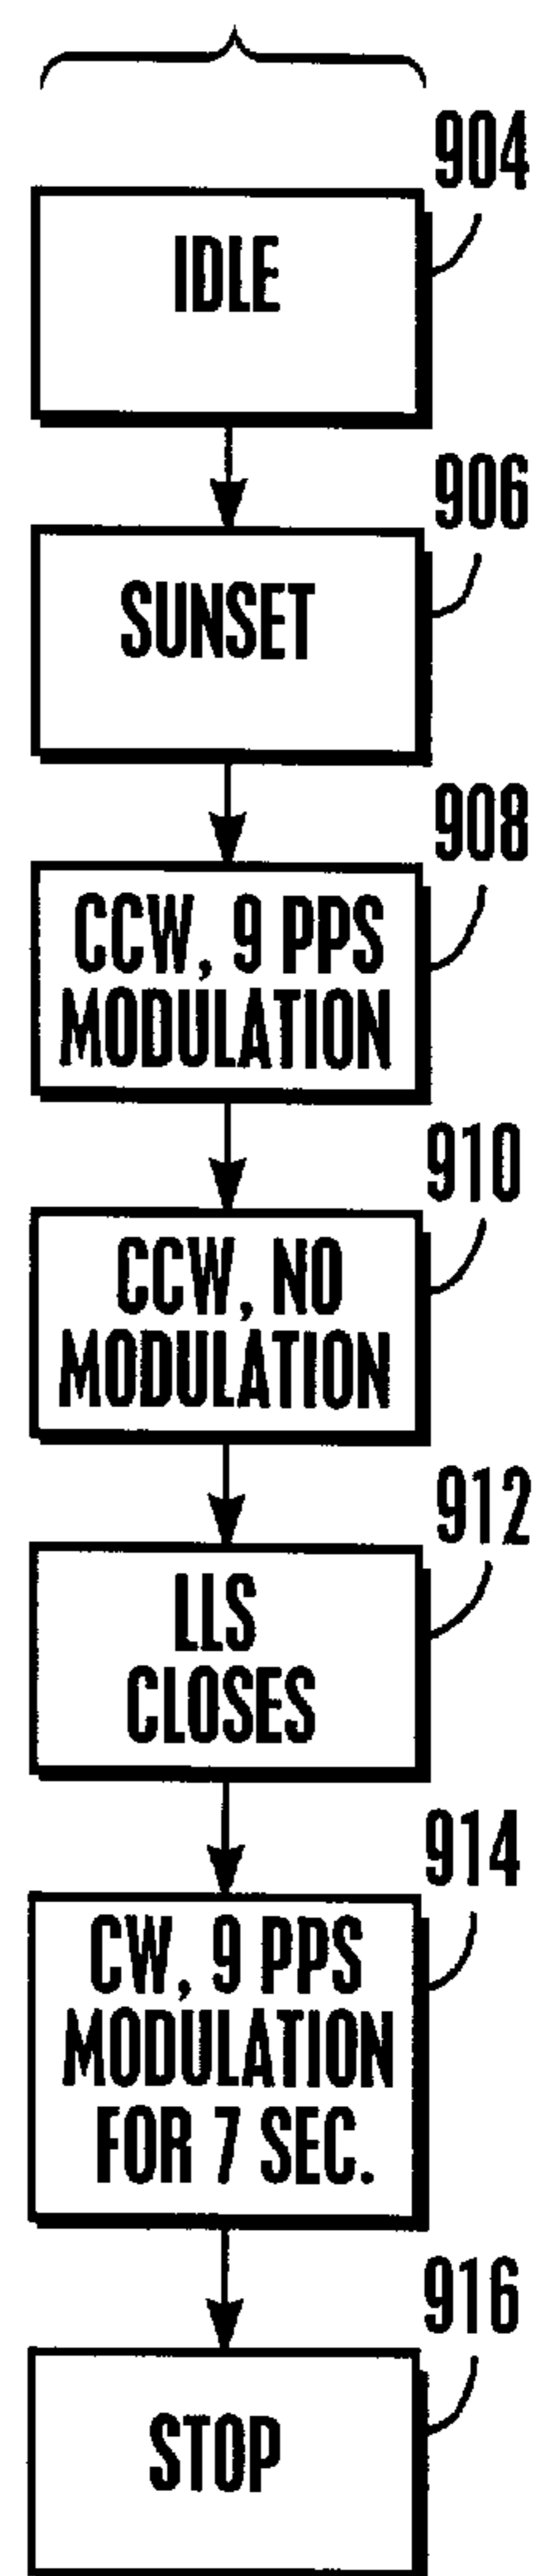 904
IDLE
906
SUNSET
908
CCW, 9 PPS
MODULATION
910
CCW, NO
MODULATION
912
LLS
CLOSES
914
CW, 9 PPS
MODULATION
FOR 7 SEC.
916
STOP